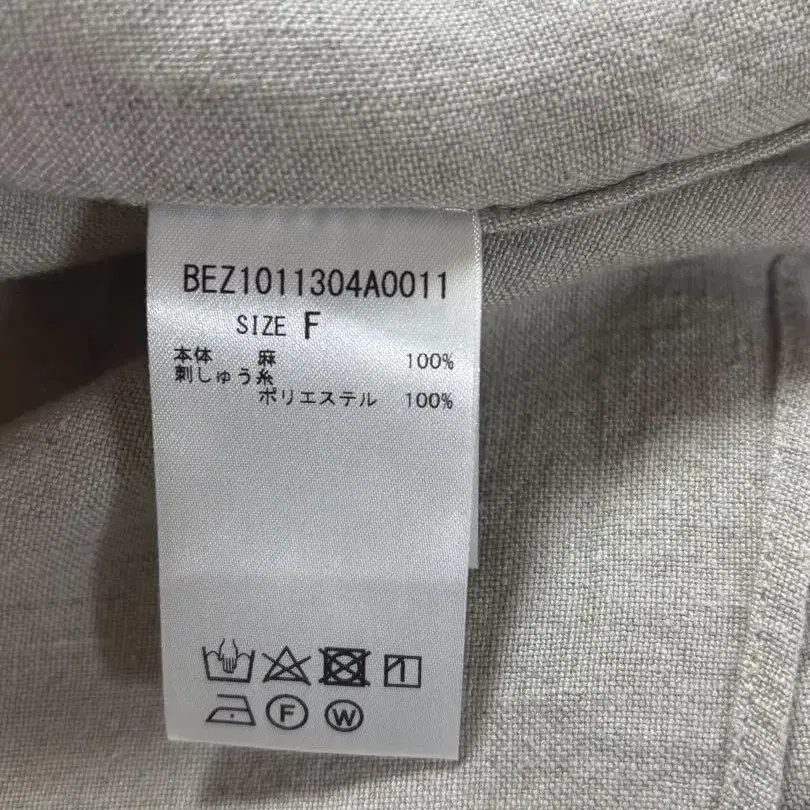 BEZ1011304A0011
SIZE F
本体 麻 100%
刺しゅう糸
ポリエステル 100%
F W